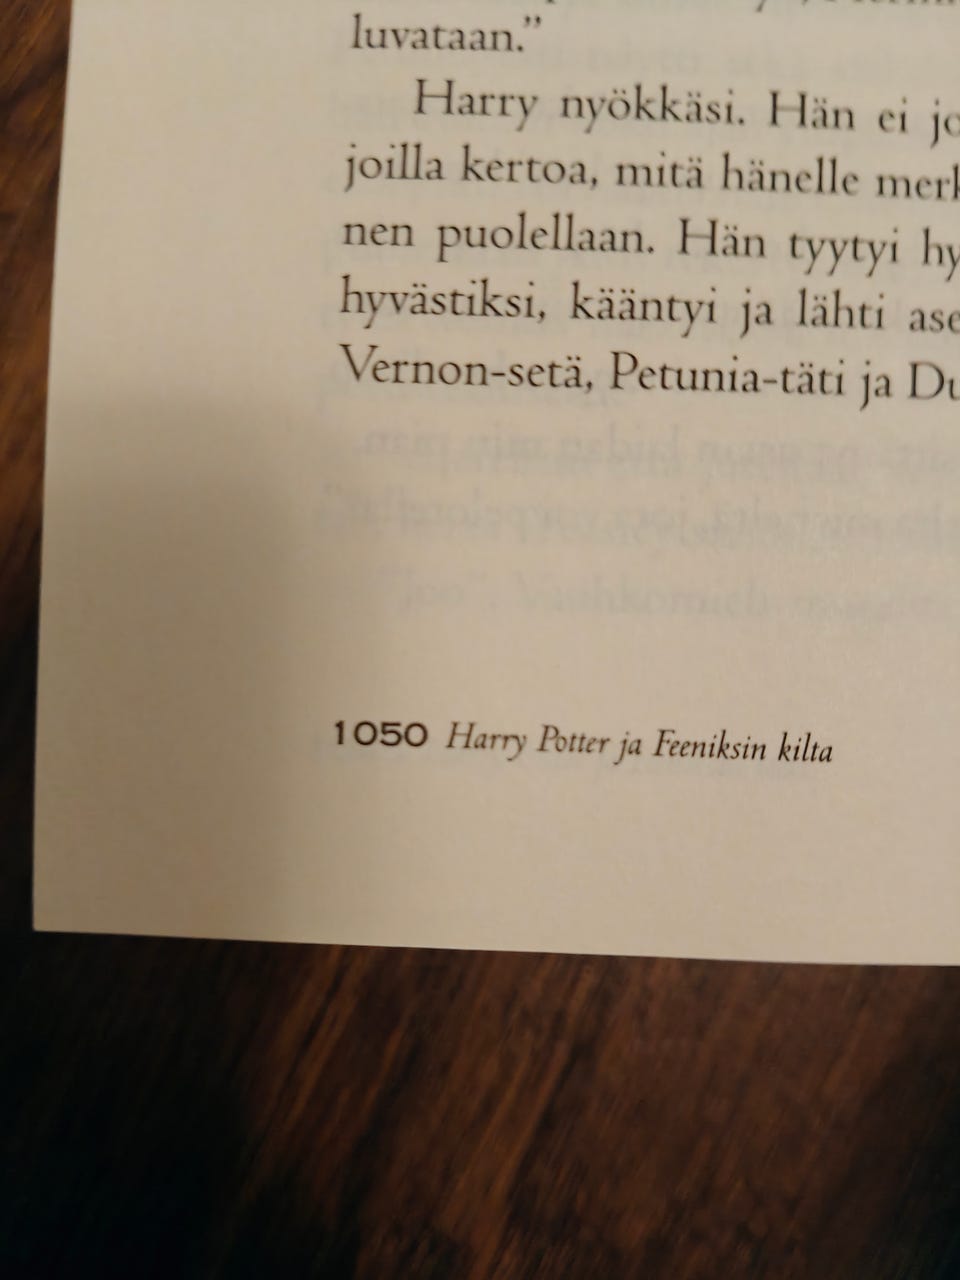 luvataan.”
Harry nyökkäsi. Hän ei
joilla kertoa, mitä hänelle
nen puolellaan. Hän tyytyi
hyvästiksi, kääntyi ja lähti
Vernon-setä, Petunia-täti ja
1050 Harry Potter ja Feeniksin kilta